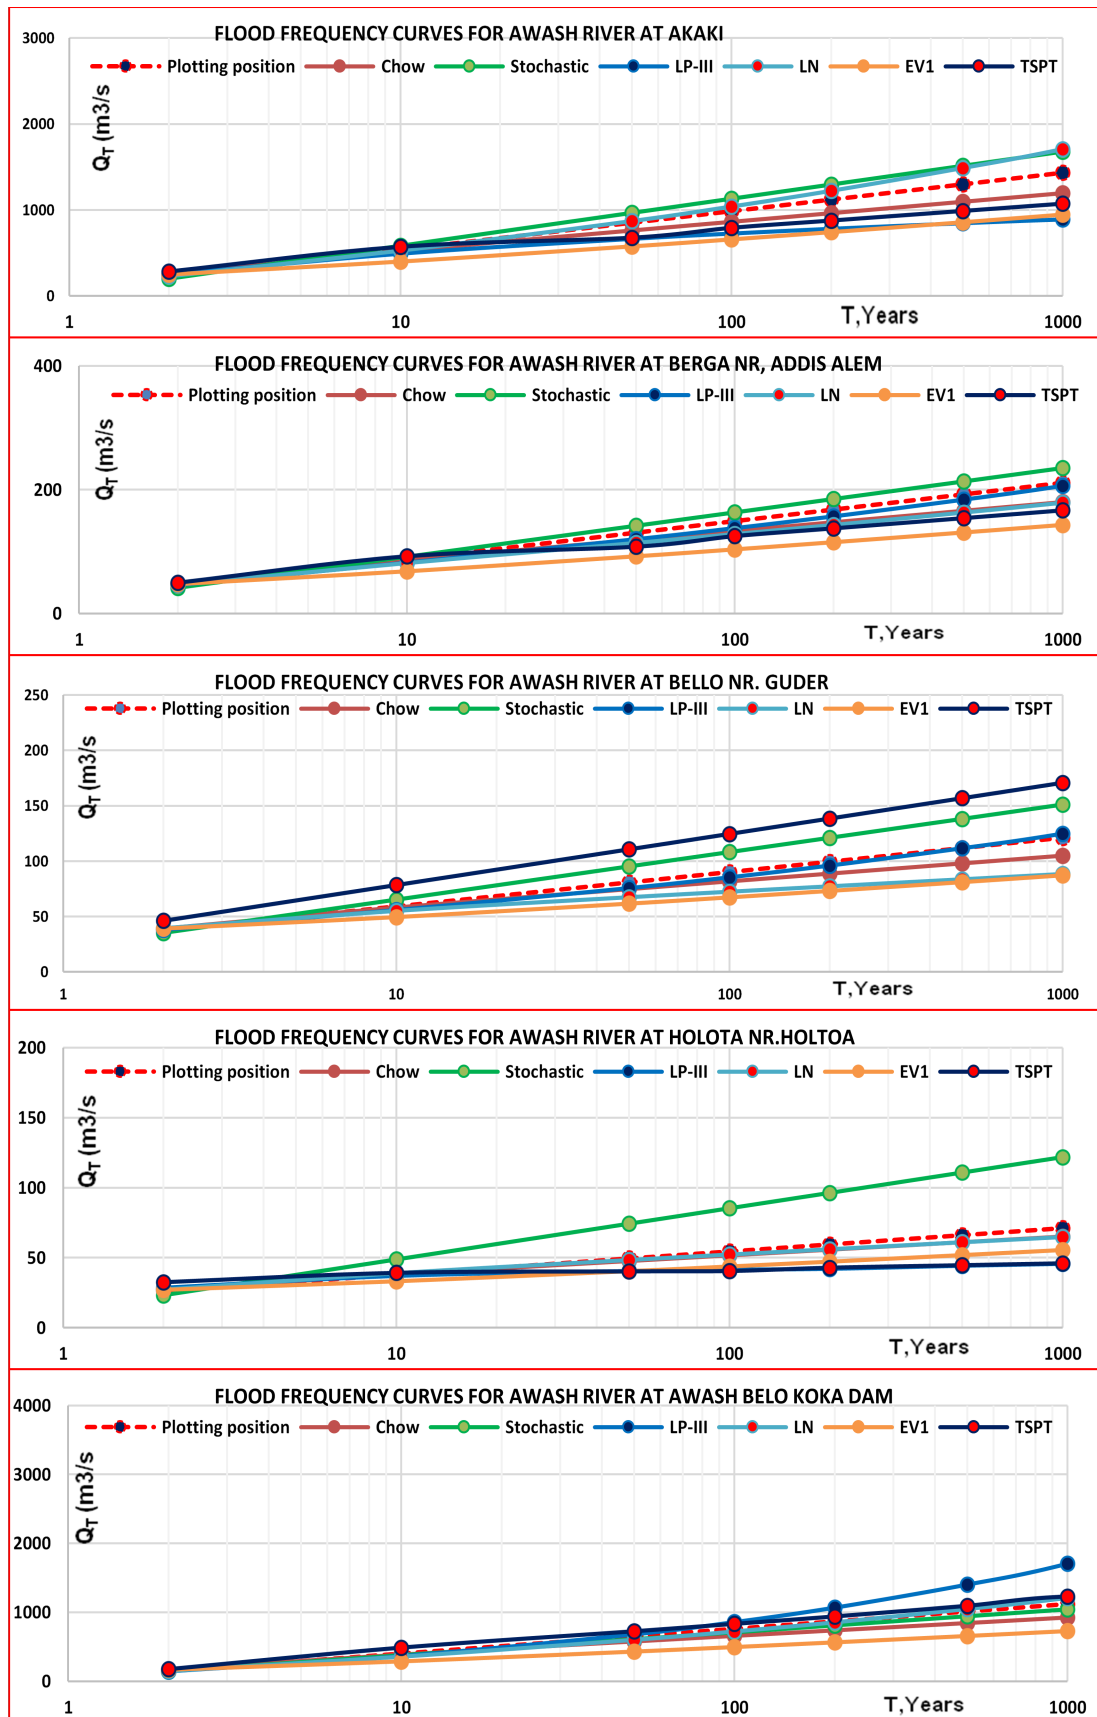 FLOOD FREQUENCY CURVES FOR AWASH RIVER AT AKAKI
3000
Plotting position Chow Stochastic LP-III LN EV1 TSPT
Q_T (m3/s
2000
1000
0
1 10 100 1000
T,Years
FLOOD FREQUENCY CURVES FOR AWASH RIVER AT BERGA NR, ADDIS ALEM
400
Plotting position Chow Stochastic LP-III LN EV1 TSPT
Q_T (m3/s
200
0
1 10 100 1000
T,Years
FLOOD FREQUENCY CURVES FOR AWASH RIVER AT BELLO NR. GUDER
250
Plotting position Chow Stochastic LP-III LN EV1 TSPT
Q_T (m3/s
200
150
100
50
0
1 10 100 1000
T,Years
FLOOD FREQUENCY CURVES FOR AWASH RIVER AT HOLOTA NR.HOLTOA
200
Plotting position Chow Stochastic LP-III LN EV1 TSPT
Q_T (m3/s
150
100
50
0
1 10 100 1000
T,Years
FLOOD FREQUENCY CURVES FOR AWASH RIVER AT AWASH BELO KOKA DAM
4000
Plotting position Chow Stochastic LP-III LN EV1 TSPT
Q_T (m3/s
3000
2000
1000
0
1 10 100 1000
T,Years